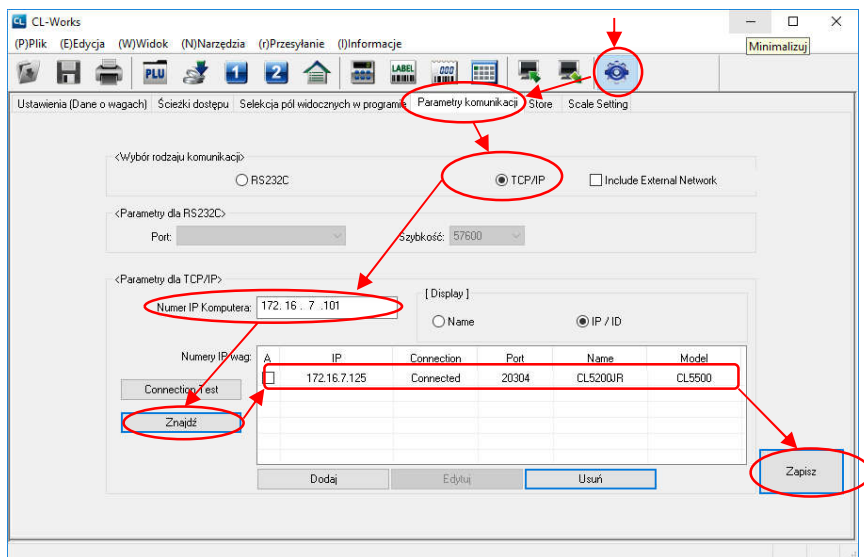 CL-Works
(P)Plik (E)Edycja (W)Widok (N)Narzędzia (r)Przesyłanie (I)Informacje
Minimalizuj
PLU 1 2 LABEL
Ustawienia (Dane o wagach) Ścieżki dostępu Selekcja pól widocznych w programie Parametry komunikacji Store Scale Setting
<Wybór rodzaju komunikacji>
RS232C TCP/IP Include External Network
<Parametry dla RS232C>
Port: Szybkość: 57600
<Parametry dla TCP/IP>
Numer IP Komputera: 172. 16 . 7 .101
[ Display ]
Name IP / ID
Numery IP wag:
A IP Connection Port Name Model
172.16.7.125 Connected 20304 CL5200JR CL5500
Connection Test
Znajdź
Dodaj Edytuj Usuń
Zapisz